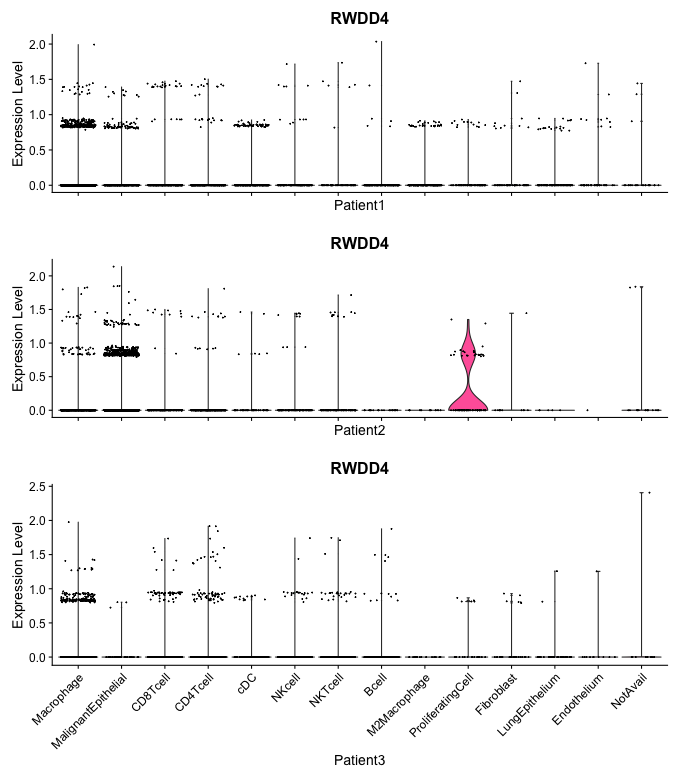 RWDD4
Expression Level
2.0
1.5
1.0
0.5
0.0
Patient1
RWDD4
Expression Level
2.0
1.5
1.0
0.5
0.0
Patient2
RWDD4
Expression Level
2.5
2.0
1.5
1.0
0.5
0.0
Macrophage
MalignantEpithelial
CD8Tcell
CD4Tcell
cDC
NKcell
NKTcell
Bcell
M2Macrophage
ProliferatingCell
Fibroblast
LungEpithelium
Endothelium
NotAvail
Patient3